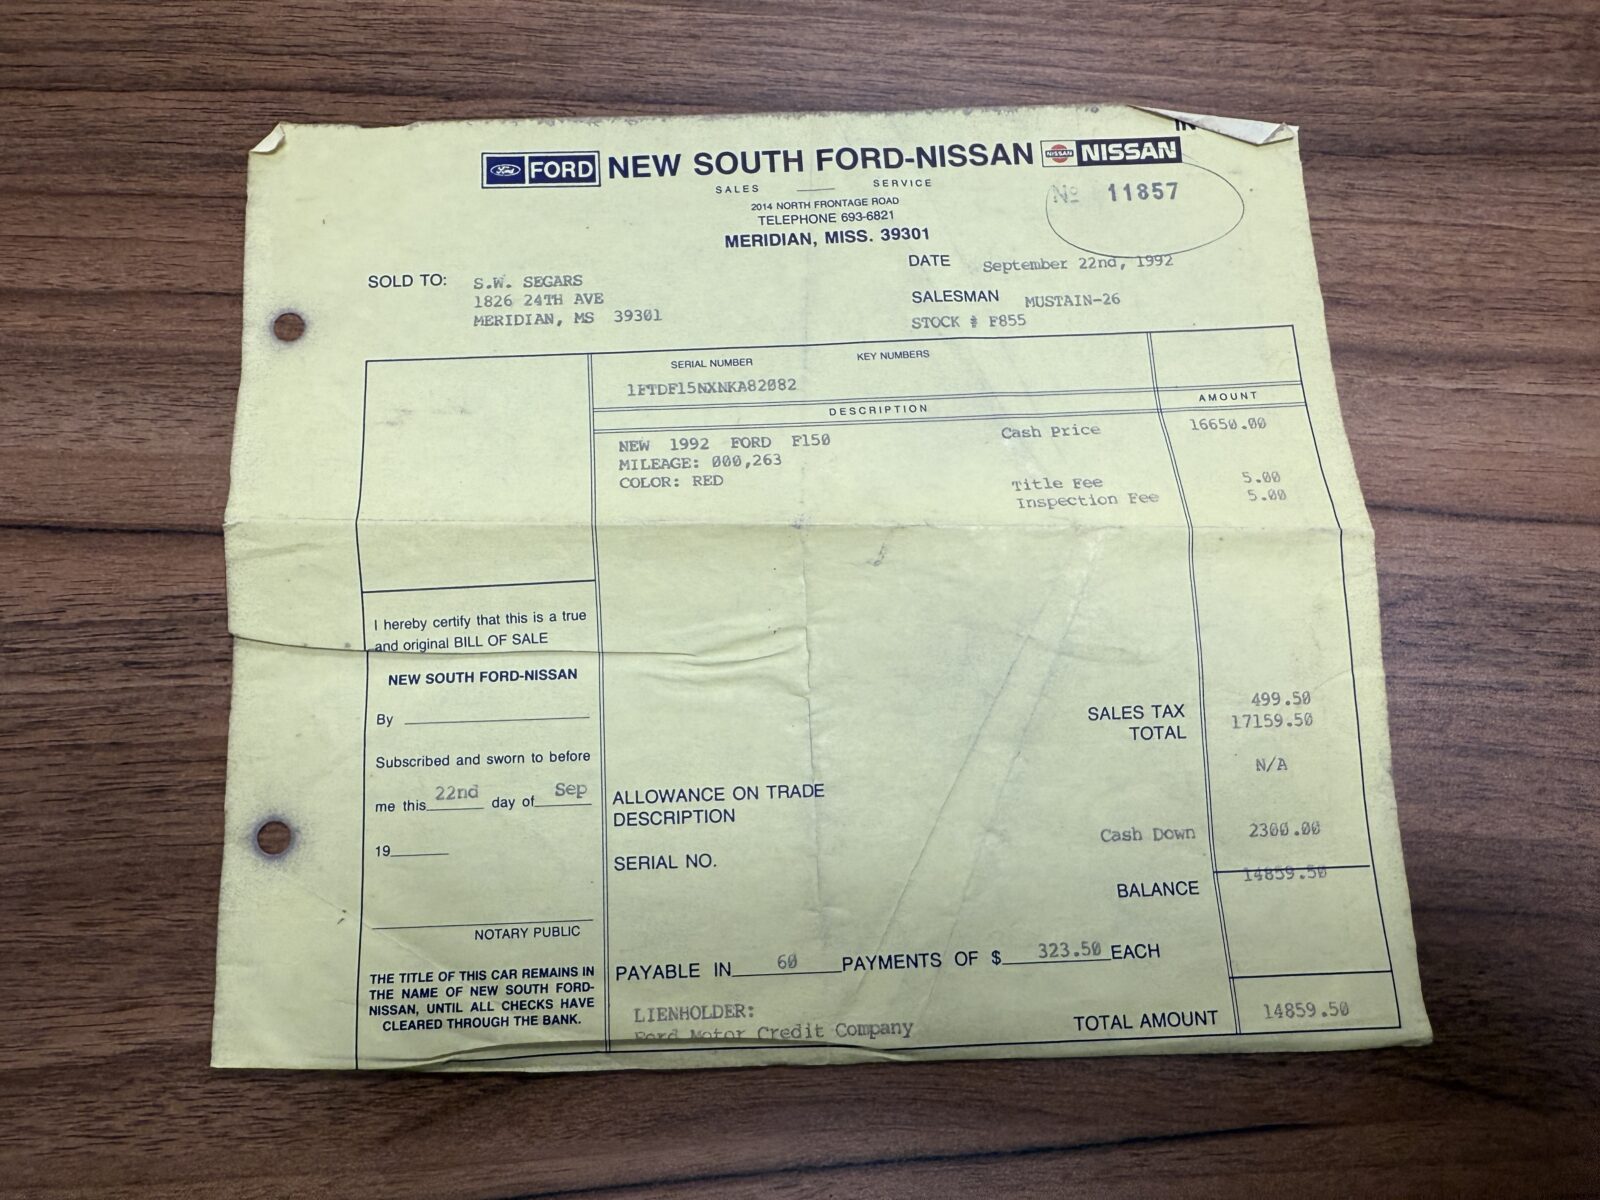 IN
Ford FORD NEW SOUTH FORD-NISSAN NISSAN NISSAN
SALES SERVICE
2014 NORTH FRONTAGE ROAD
TELEPHONE 693-6821
MERIDIAN, MISS. 39301
Nº 11857
DATE September 22nd, 1992
SOLD TO: S.W. SEGARS
1826 24TH AVE
MERIDIAN, MS 39301
SALESMAN MUSTAIN-26
STOCK # F855
SERIAL NUMBER KEY NUMBERS
1FTDF15NXNKA82082
DESCRIPTION AMOUNT
NEW 1992 FORD F150 Cash Price 16650.00
MILEAGE: 000,263
COLOR: RED
Title Fee 5.00
Inspection Fee 5.00
I hereby certify that this is a true
and original BILL OF SALE
NEW SOUTH FORD-NISSAN
By
Subscribed and sworn to before
me this 22nd day of Sep
19
NOTARY PUBLIC
THE TITLE OF THIS CAR REMAINS IN
THE NAME OF NEW SOUTH FORD-
NISSAN, UNTIL ALL CHECKS HAVE
CLEARED THROUGH THE BANK.
SALES TAX 499.50
TOTAL 17159.50
N/A
ALLOWANCE ON TRADE
DESCRIPTION
Cash Down 2300.00
SERIAL NO.
BALANCE 14859.50
PAYABLE IN 60 PAYMENTS OF $ 323.50 EACH
LIENHOLDER:
Ford Motor Credit Company
TOTAL AMOUNT 14859.50